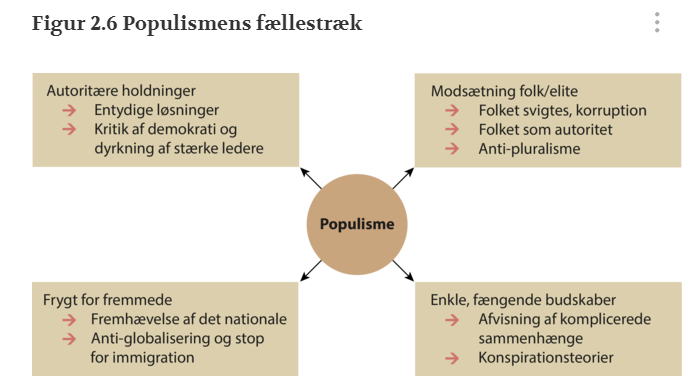 Figur 2.6 Populismens fællestræk
Autoritære holdninger
→ Entydige løsninger
→ Kritik af demokrati og
dyrkning af stærke ledere
Modsætning folk/elite
→ Folket svigtes, korruption
→ Folket som autoritet
→ Anti-pluralisme
Populisme
Frygt for fremmede
→ Fremhævelse af det nationale
→ Anti-globalisering og stop
for immigration
Enkle, fængende budskaber
→ Afvisning af komplicerede
sammenhænge
→ Konspirationsteorier